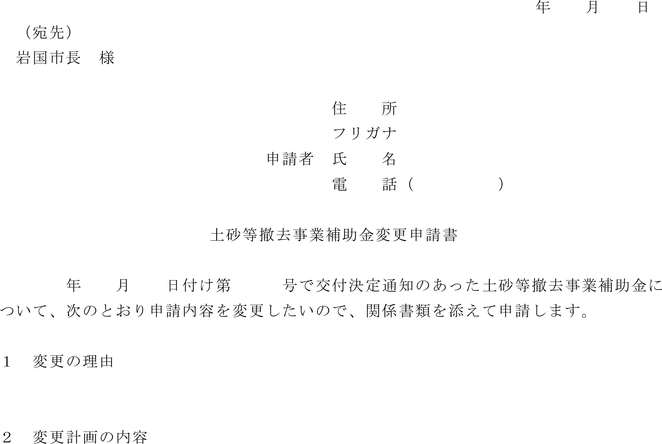 年　　月　　日
（宛先）
岩国市長　様
住　　所
フリガナ
申請者　氏　　名
電　　話（　　　　　）
土砂等撤去事業補助金変更申請書
年　　月　　日付け第　　　号で交付決定通知のあった土砂等撤去事業補助金に
ついて、次のとおり申請内容を変更したいので、関係書類を添えて申請します。
１　変更の理由
２　変更計画の内容